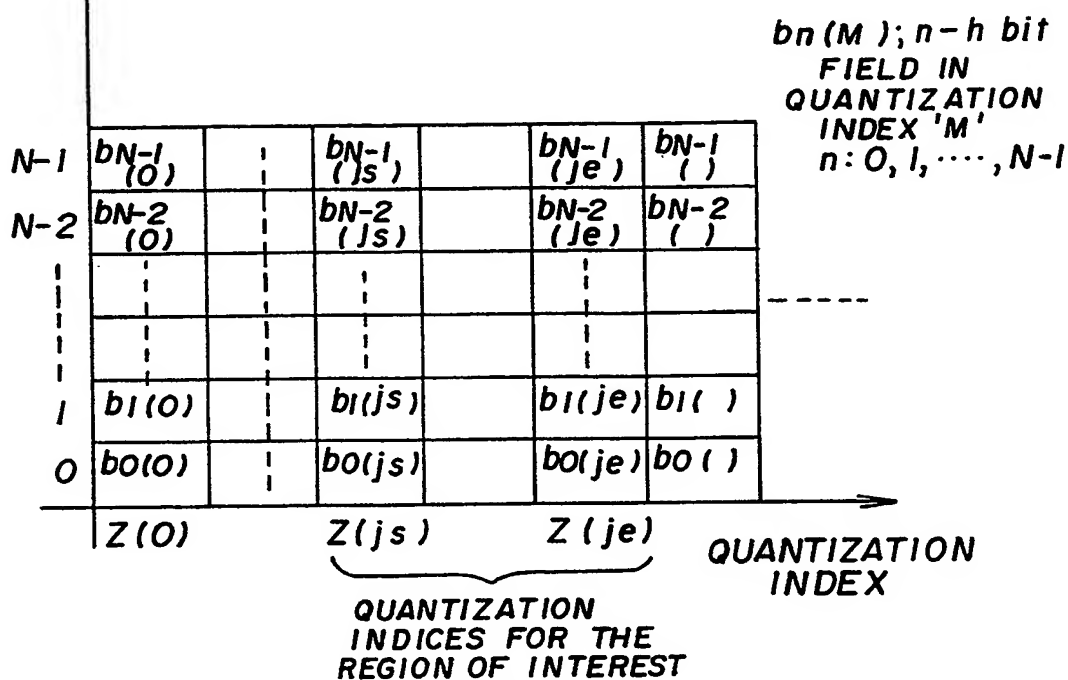 bn(M); n-h bit
FIELD IN
QUANTIZATION
INDEX 'M'
n: 0, 1, ····, N-1
N-1 bN-1, (0) bN-1, (js) bN-1 (je) bN-1 ( )
N-2 bN-2 (0) bN-2 (js) bN-2 (je) bN-2 ( )
1 b1(0) b1(js) b1(je) b1( )
0 b0(0) b0(js) b0(je) b0( )
Z(0) Z(js) Z(je)
QUANTIZATION
INDEX
QUANTIZATION
INDICES FOR THE
REGION OF INTEREST